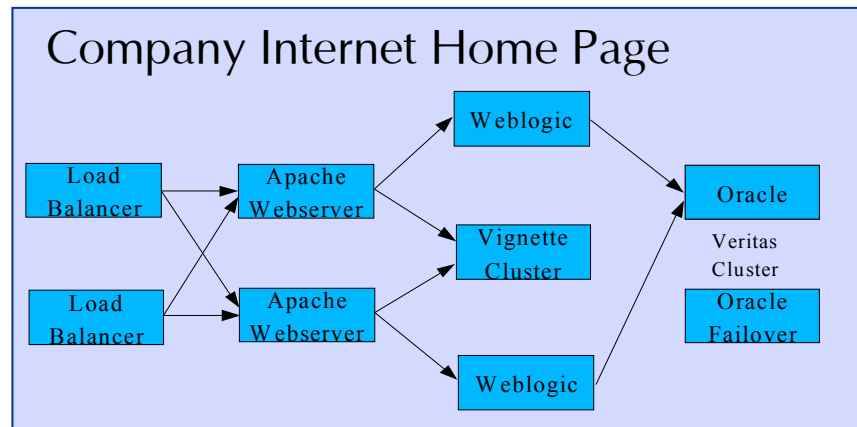 Company Internet Home Page
Weblogic
Load
Balancer
Apache
Webserver
Oracle
Vignette
Cluster
Veritas
Cluster
Load
Balancer
Apache
Webserver
Oracle
Failover
Weblogic